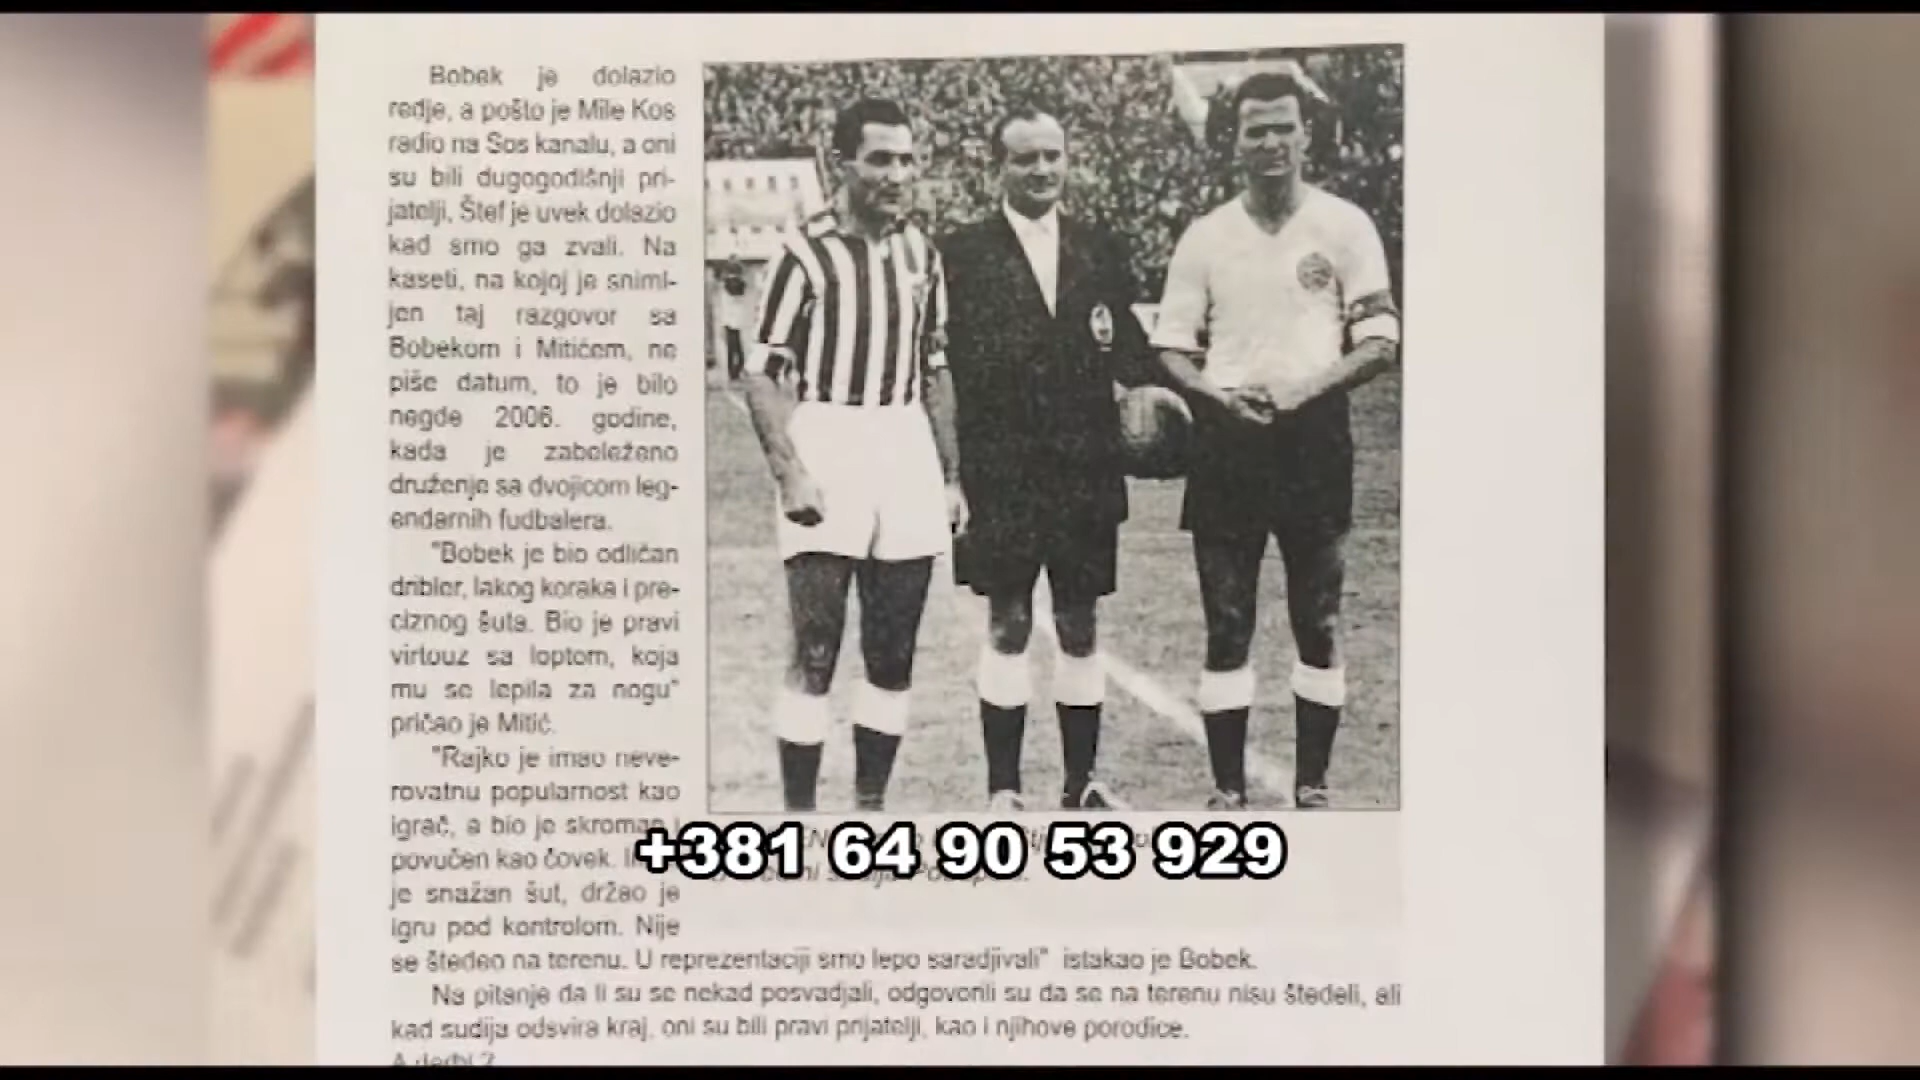 Bobek je dolazio
redje, a pošto je Mile Kos
radio na Sos kanalu, a oni
su bili dugogodišnji pri-
jatelji, Štef je uvek dolazio
kad smo ga zvali. Na
kaseti, na kojoj je sniml-
jen taj razgovor sa
Bobekom i Mitićem, ne
piše datum, to je bilo
negde 2006. godine,
kada je zabeleženo
druženje sa dvojicom leg-
endarnih fudbalera.
"Bobek je bio odličan
dribler, lakog koraka i pre-
ciznog šuta. Bio je pravi
virtouz sa loptom, koja
mu se lepila za nogu"
pričao je Mitić.
"Rajko je imao neve-
rovatnu popularnost kao
igrač, a bio je skroman i
povučen kao čovek.
je snažan šut, držao je
igru pod kontrolom. Nije
se štedeo na terenu. U reprezentaciji smo lepo saradjivali" istakao je Bobek.
Na pitanje da li su se nekad posvadjali, odgovorili su da se na terenu nisu štedeli, ali
kad sudija odsvira kraj, oni su bili pravi prijatelji, kao i njihove porodice.
A derbi ?
+381 64 90 53 929